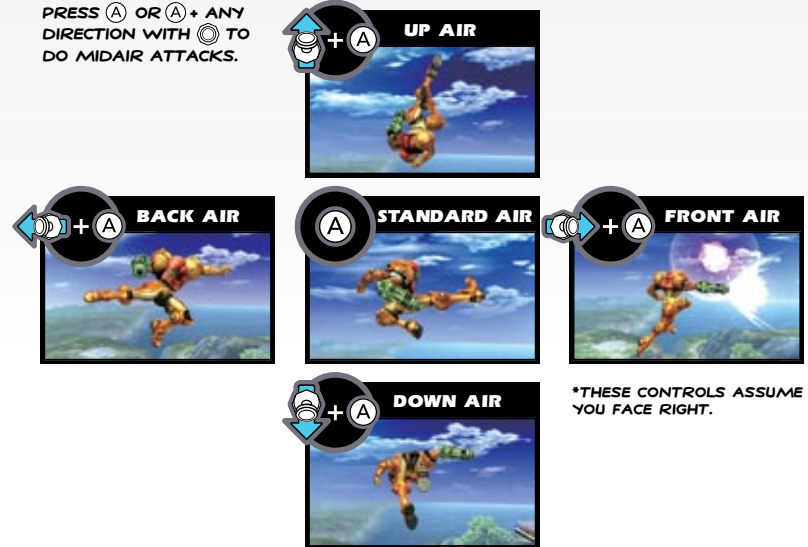 PRESS A OR A + ANY
DIRECTION WITH TO
DO MIDAIR ATTACKS.
+ A UP AIR
+ A BACK AIR
A STANDARD AIR
+ A FRONT AIR
+ A DOWN AIR
*THESE CONTROLS ASSUME
YOU FACE RIGHT.